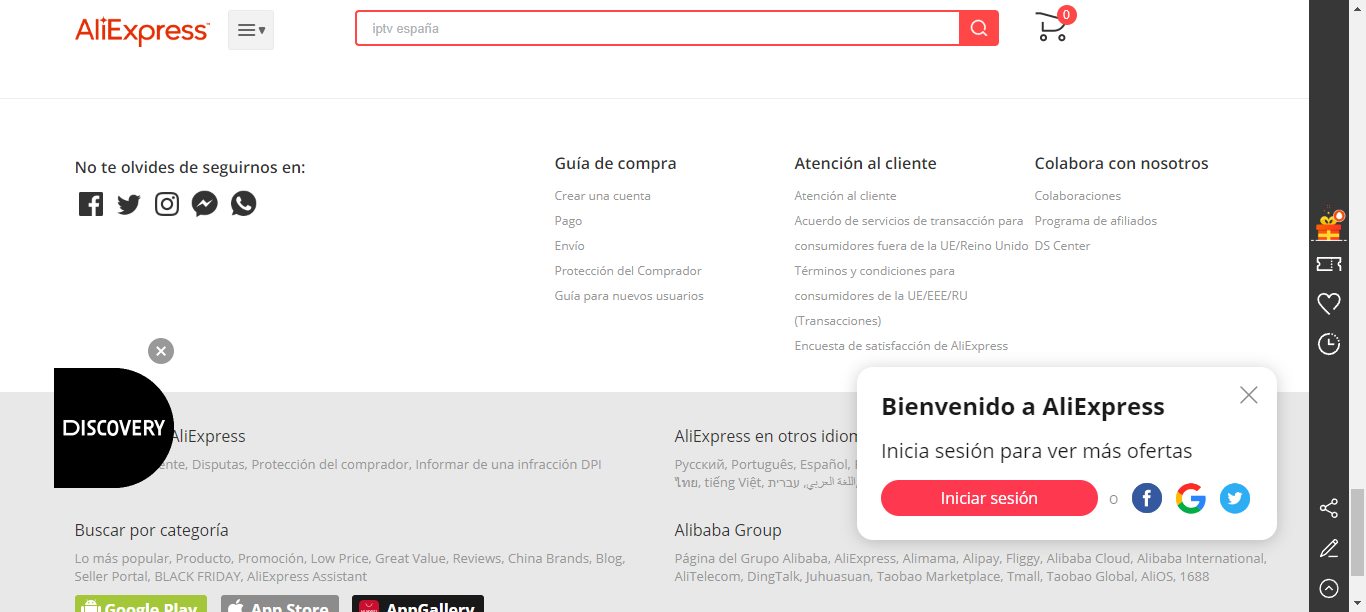 AliExpress™
iptv españa
0
No te olvides de seguirnos en:
Guía de compra
Crear una cuenta
Pago
Envío
Protección del Comprador
Guía para nuevos usuarios
Atención al cliente
Atención al cliente
Acuerdo de servicios de transacción para
consumidores fuera de la UE/Reino Unido
Términos y condiciones para
consumidores de la UE/EEE/RU
(Transacciones)
Encuesta de satisfacción de AliExpress
Colabora con nosotros
Colaboraciones
Programa de afiliados
DS Center
DISCOVERY
AliExpress
Disputas, Protección del comprador, Informar de una infracción DPI
Buscar por categoría
Lo más popular, Producto, Promoción, Low Price, Great Value, Reviews, China Brands, Blog,
Seller Portal, BLACK FRIDAY, AliExpress Assistant
Google Play
App Store
AppGallery
AliExpress en otros
Русский, Português, Español,
ไทย, tiếng Việt, اللغة العربي, עברית,
Alibaba Group
Página del Grupo Alibaba, AliExpress, Alimama, Alipay, Fliggy, Alibaba Cloud, Alibaba International,
AliTelecom, DingTalk, Juhuasuan, Taobao Marketplace, Tmall, Taobao Global, AliOS, 1688
Bienvenido a AliExpress
Inicia sesión para ver más ofertas
Iniciar sesión
o